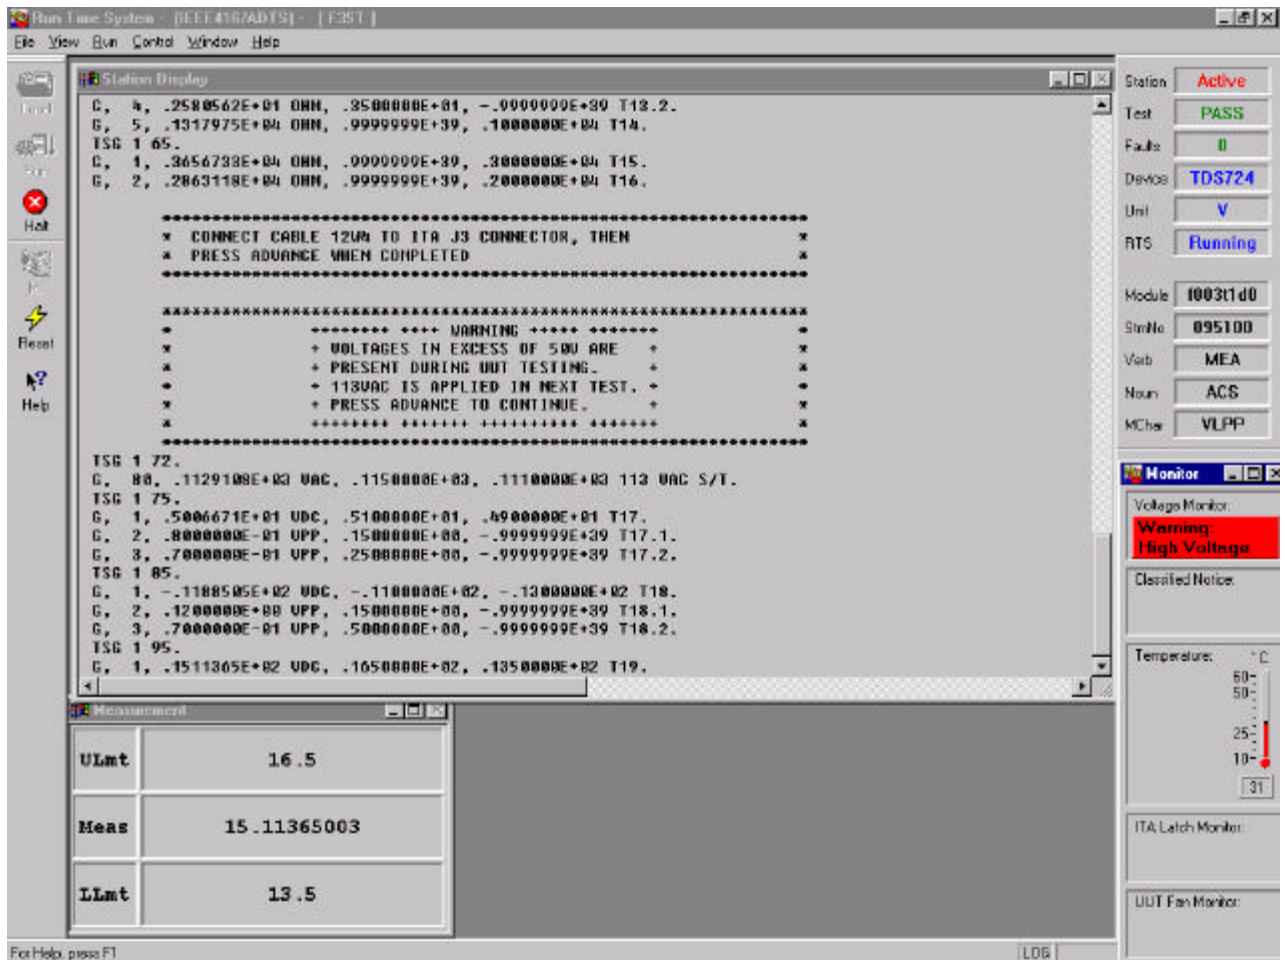 Run Time System - [IEEE416/ADTS] - [ F3ST ]
File View Run Control Window Help
Station Display
G, 4, .2580562E+01 OHM, .3500000E+01, -.9999999E+39 T13.2.
G, 5, .1317975E+04 OHM, .9999999E+39, .1000000E+04 T14.
TSG 1 65.
G, 1, .3656733E+04 OHM, .9999999E+39, .3000000E+04 T15.
G, 2, .2863118E+04 OHM, .9999999E+39, .2000000E+04 T16.
* CONNECT CABLE 12W4 TO ITA J3 CONNECTOR, THEN *
* PRESS ADVANCE WHEN COMPLETED *
* ++++++++ ++++ WARNING +++++ +++++++ *
* + VOLTAGES IN EXCESS OF 50V ARE + *
* + PRESENT DURING UUT TESTING. + *
* + 113VAC IS APPLIED IN NEXT TEST. + *
* + PRESS ADVANCE TO CONTINUE. + *
* ++++++++ +++++++ ++++++++++ +++++++ *
TSG 1 72.
G, 80, .1129108E+03 VAC, .1150000E+03, .1110000E+03 113 VAC S/T.
TSG 1 75.
G, 1, .5006671E+01 VDC, .5100000E+01, .4900000E+01 T17.
G, 2, .8000000E-01 VPP, .1500000E+00, -.9999999E+39 T17.1.
G, 3, .7000000E-01 VPP, .2500000E+00, -.9999999E+39 T17.2.
TSG 1 85.
G, 1, -.1188505E+02 VDC, -.1100000E+02, -.1300000E+02 T18.
G, 2, .1200000E+00 VPP, .1500000E+00, -.9999999E+39 T18.1.
G, 3, .7000000E-01 VPP, .5000000E+00, -.9999999E+39 T18.2.
TSG 1 95.
G, 1, .1511365E+02 VDC, .1650000E+02, .1350000E+02 T19.
Halt
Reset
Help
Measurement
ULmt 16.5
Meas 15.11365003
LLmt 13.5
Station Active
Test PASS
Faults 0
Device TDS724
Unit V
RTS Running
Module f003t1d0
StmNo 095100
Verb MEA
Noun ACS
MChar VLPP
Monitor
Voltage Monitor:
Warning:
High Voltage
Classified Notice:
Temperature: °C
60
50
25
10
31
ITA Latch Monitor:
UUT Fan Monitor:
For Help, press F1
LOG